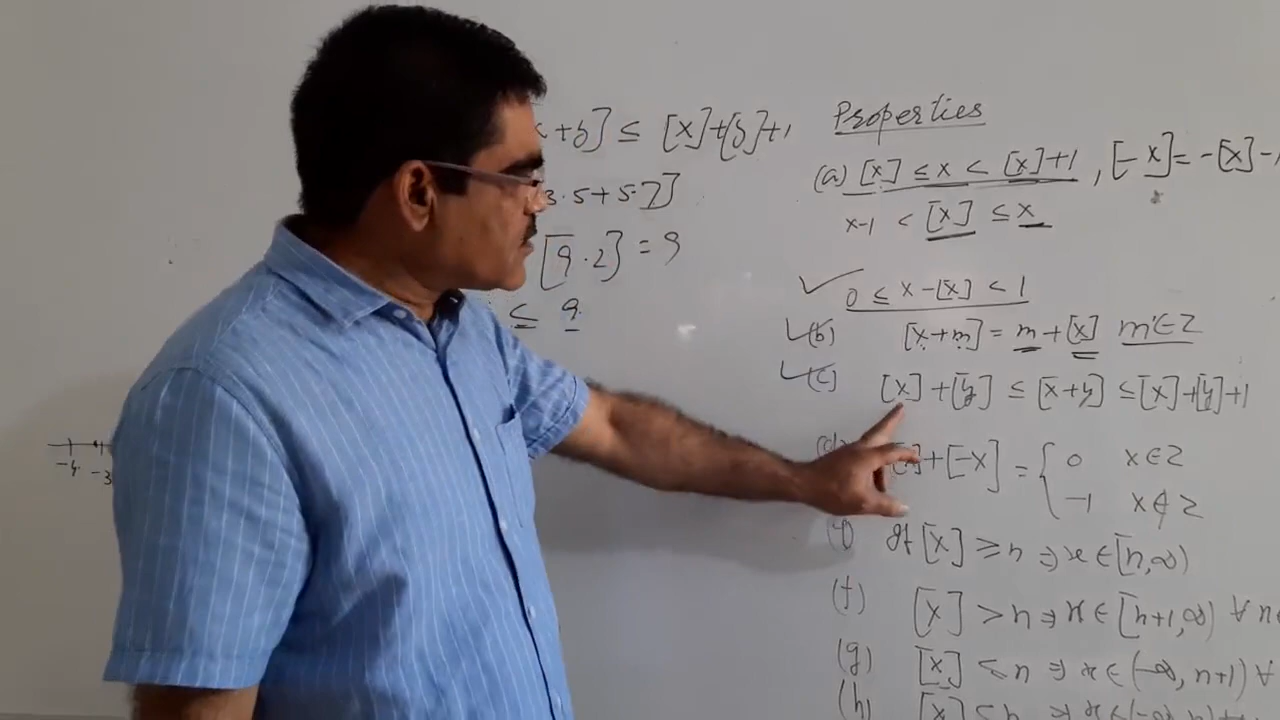 x+y] ≤ [x]+[y]+1
3.5+5.7]
[9.2] = 9
≤ 9.
-4 -3
Properties
(a) [x] ≤ x < [x]+1, [-x] = -[x]-1
x-1 < [x] ≤ x
0 ≤ x-[x] < 1
(b) [x+m] = m+[x] m∈Z
(c) [x]+[y] ≤ [x+y] ≤ [x]+[y]+1
+[-x] = { 0 x∈Z
-1 x∉Z
If [x] ≥ n ⇒ x∈[n,∞)
(f) [x] > n ⇒ x∈[n+1,∞) ∀ n
(g) [x] ≤ n ⇒ x∈(-∞, n+1) ∀
(h) [x] ≤ n